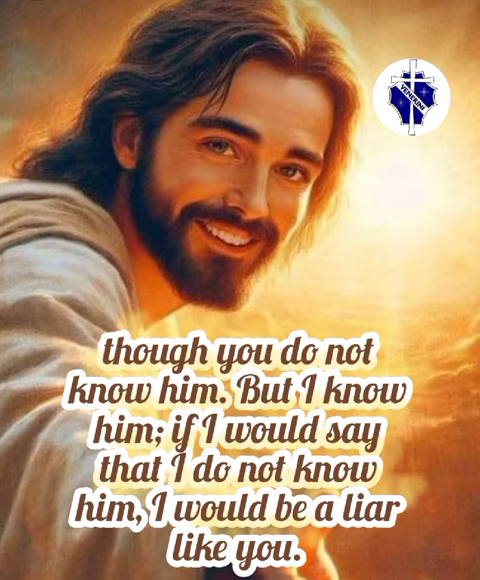 VENERINI
though you do not
know him. But I know
him; if I would say
that I do not know
him, I would be a liar
like you.